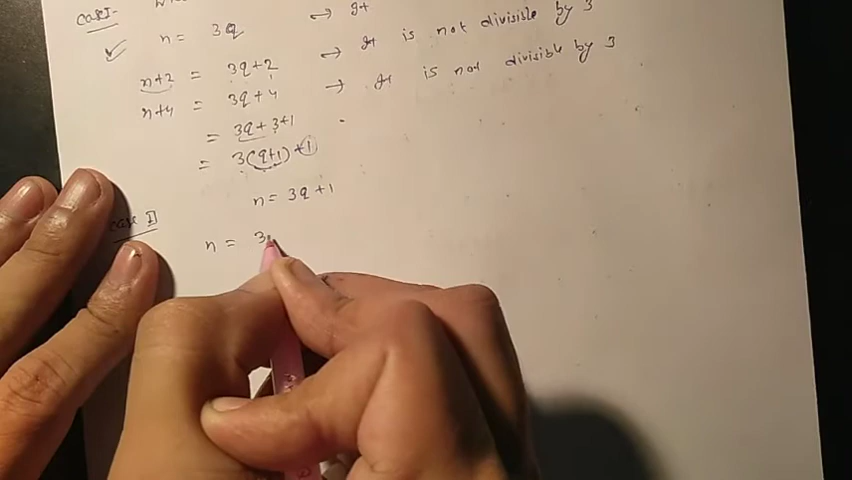 case I-
n = 3q ↔ It
n+2 = 3q+2 ↔ It is not divisible by 3
n+4 = 3q+4 → It is not divisible by 3
= 3q+3+1
= 3(q+1)+1
n = 3q+1
case II
n = 3